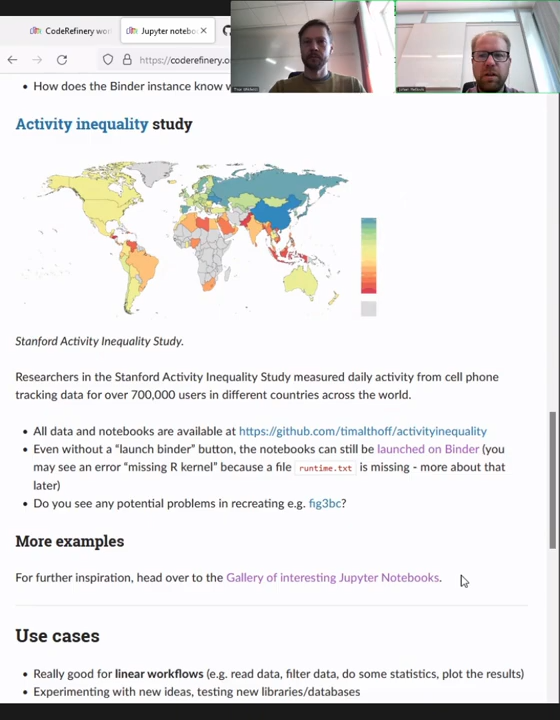 CodeRefinery wor
Jupyter notebo
https://coderefinery.o
How does the Binder instance know
Activity inequality study
Stanford Activity Inequality Study.
Researchers in the Stanford Activity Inequality Study measured daily activity from cell phone
tracking data for over 700,000 users in different countries across the world.
All data and notebooks are available at https://github.com/timalthoff/activityinequality
Even without a “launch binder” button, the notebooks can still be launched on Binder (you
may see an error “missing R kernel” because a file runtime.txt is missing - more about that
later)
Do you see any potential problems in recreating e.g. fig3bc?
More examples
For further inspiration, head over to the Gallery of interesting Jupyter Notebooks.
Use cases
Really good for linear workflows (e.g. read data, filter data, do some statistics, plot the results)
Experimenting with new ideas, testing new libraries/databases